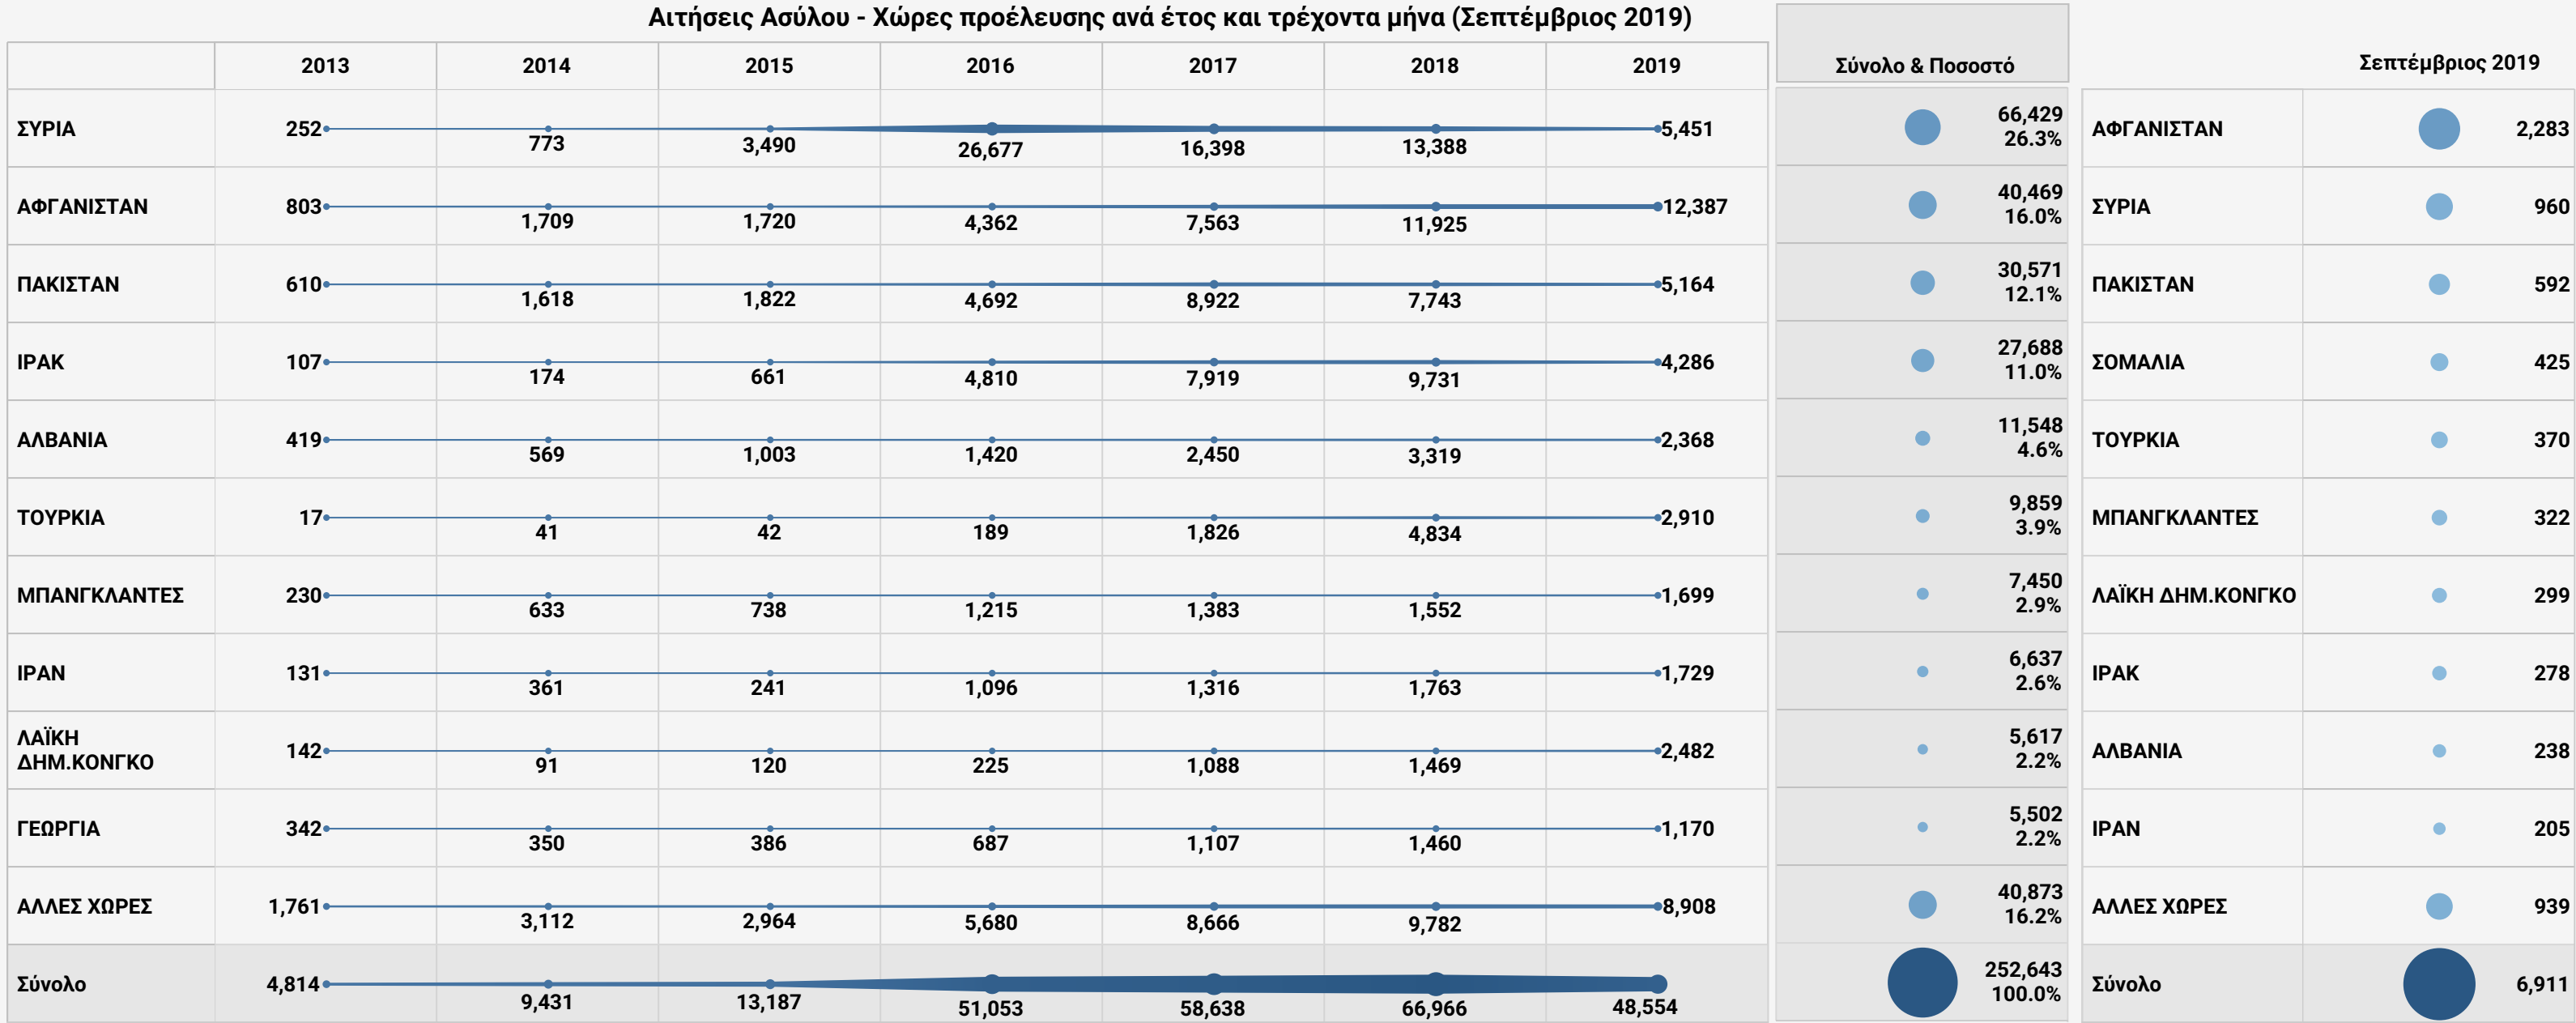 Αιτήσεις Ασύλου - Χώρες προέλευσης ανά έτος και τρέχοντα μήνα (Σεπτέμβριος 2019)
2013 2014 2015 2016 2017 2018 2019
ΣΥΡΙΑ 252 773 3,490 26,677 16,398 13,388 5,451
ΑΦΓΑΝΙΣΤΑΝ 803 1,709 1,720 4,362 7,563 11,925 12,387
ΠΑΚΙΣΤΑΝ 610 1,618 1,822 4,692 8,922 7,743 5,164
ΙΡΑΚ 107 174 661 4,810 7,919 9,731 4,286
ΑΛΒΑΝΙΑ 419 569 1,003 1,420 2,450 3,319 2,368
ΤΟΥΡΚΙΑ 17 41 42 189 1,826 4,834 2,910
ΜΠΑΝΓΚΛΑΝΤΕΣ 230 633 738 1,215 1,383 1,552 1,699
ΙΡΑΝ 131 361 241 1,096 1,316 1,763 1,729
ΛΑΪΚΗ
ΔΗΜ.ΚΟΝΓΚΟ 142 91 120 225 1,088 1,469 2,482
ΓΕΩΡΓΙΑ 342 350 386 687 1,107 1,460 1,170
ΑΛΛΕΣ ΧΩΡΕΣ 1,761 3,112 2,964 5,680 8,666 9,782 8,908
Σύνολο 4,814 9,431 13,187 51,053 58,638 66,966 48,554
Σύνολο & Ποσοστό
66,429
26.3%
40,469
16.0%
30,571
12.1%
27,688
11.0%
11,548
4.6%
9,859
3.9%
7,450
2.9%
6,637
2.6%
5,617
2.2%
5,502
2.2%
40,873
16.2%
252,643
100.0%
Σεπτέμβριος 2019
ΑΦΓΑΝΙΣΤΑΝ 2,283
ΣΥΡΙΑ 960
ΠΑΚΙΣΤΑΝ 592
ΣΟΜΑΛΙΑ 425
ΤΟΥΡΚΙΑ 370
ΜΠΑΝΓΚΛΑΝΤΕΣ 322
ΛΑΪΚΗ ΔΗΜ.ΚΟΝΓΚΟ 299
ΙΡΑΚ 278
ΑΛΒΑΝΙΑ 238
ΙΡΑΝ 205
ΑΛΛΕΣ ΧΩΡΕΣ 939
Σύνολο 6,911